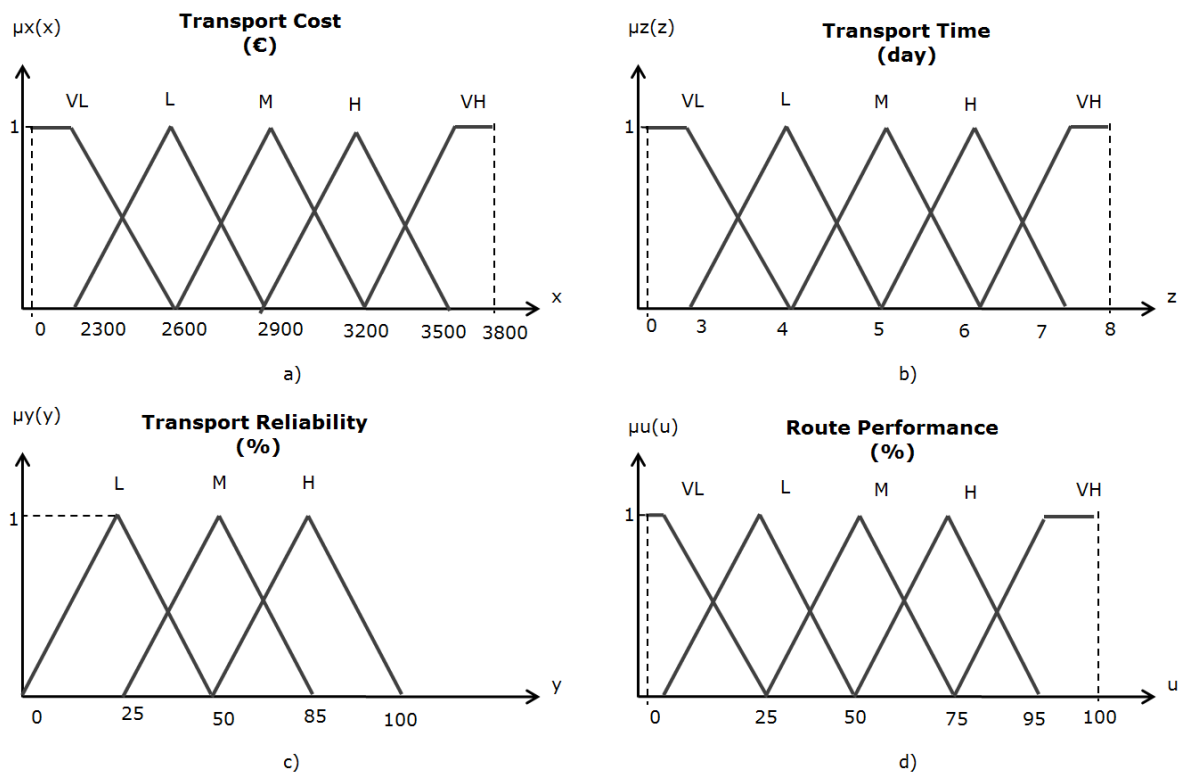 µx(x)
Transport Cost
(€)
VL L M H VH
1
x
0 2300 2600 2900 3200 3500 3800
a)
µz(z)
Transport Time
(day)
VL L M H VH
1
z
0 3 4 5 6 7 8
b)
µy(y)
Transport Reliability
(%)
L M H
1
y
0 25 50 85 100
c)
µu(u)
Route Performance
(%)
VL L M H VH
1
u
0 25 50 75 95 100
d)